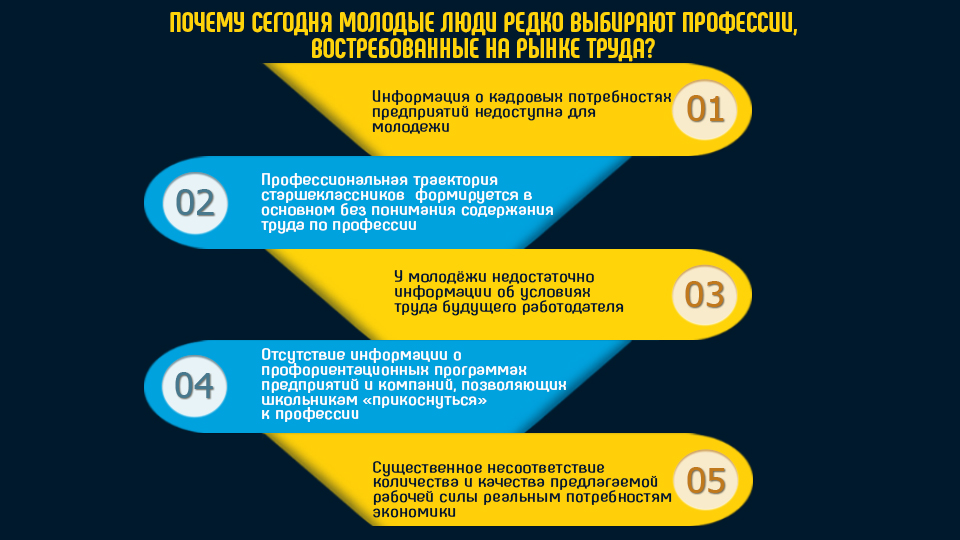 ПОЧЕМУ СЕГОДНЯ МОЛОДЫЕ ЛЮДИ РЕДКО ВЫБИРАЮТ ПРОФЕССИИ,
ВОСТРЕБОВАННЫЕ НА РЫНКЕ ТРУДА?
Информация о кадровых потребностях
предприятий недоступна для
молодежи
01
02
Профессиональная траектория
старшеклассников формируется в
основном без понимания содержания
труда по профессии
У молодёжи недостаточно
информации об условиях
труда будущего работодателя
03
04
Отсутствие информации о
профориентационных программах
предприятий и компаний, позволяющих
школьникам «прикоснуться»
к профессии
Существенное несоответствие
количества и качества предлагаемой
рабочей силы реальным потребностям
экономики
05